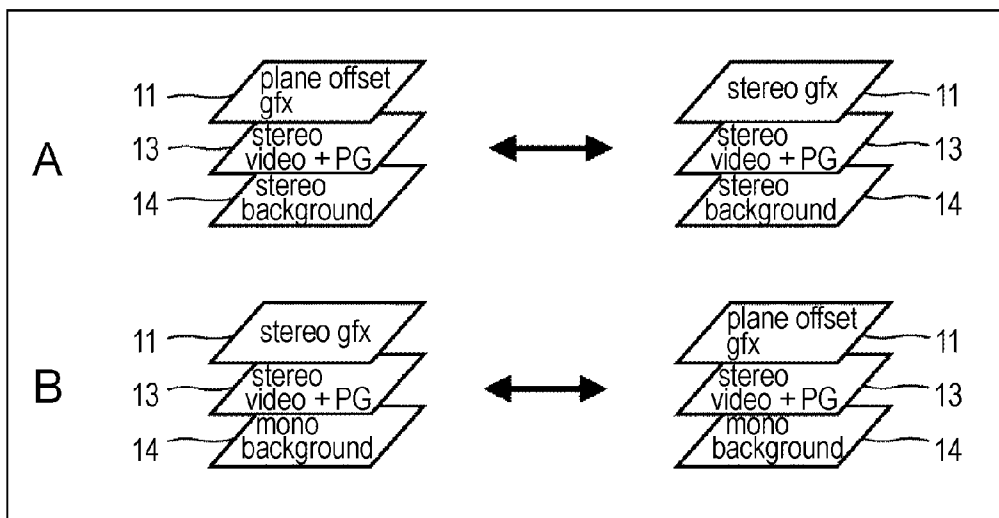 A
11
plane offset
gfx
13
stereo
video + PG
14
stereo
background
stereo gfx
11
stereo
video + PG
13
stereo
background
14
B
11
stereo gfx
13
stereo
video + PG
14
mono
background
plane offset
gfx
11
stereo
video + PG
13
mono
background
14